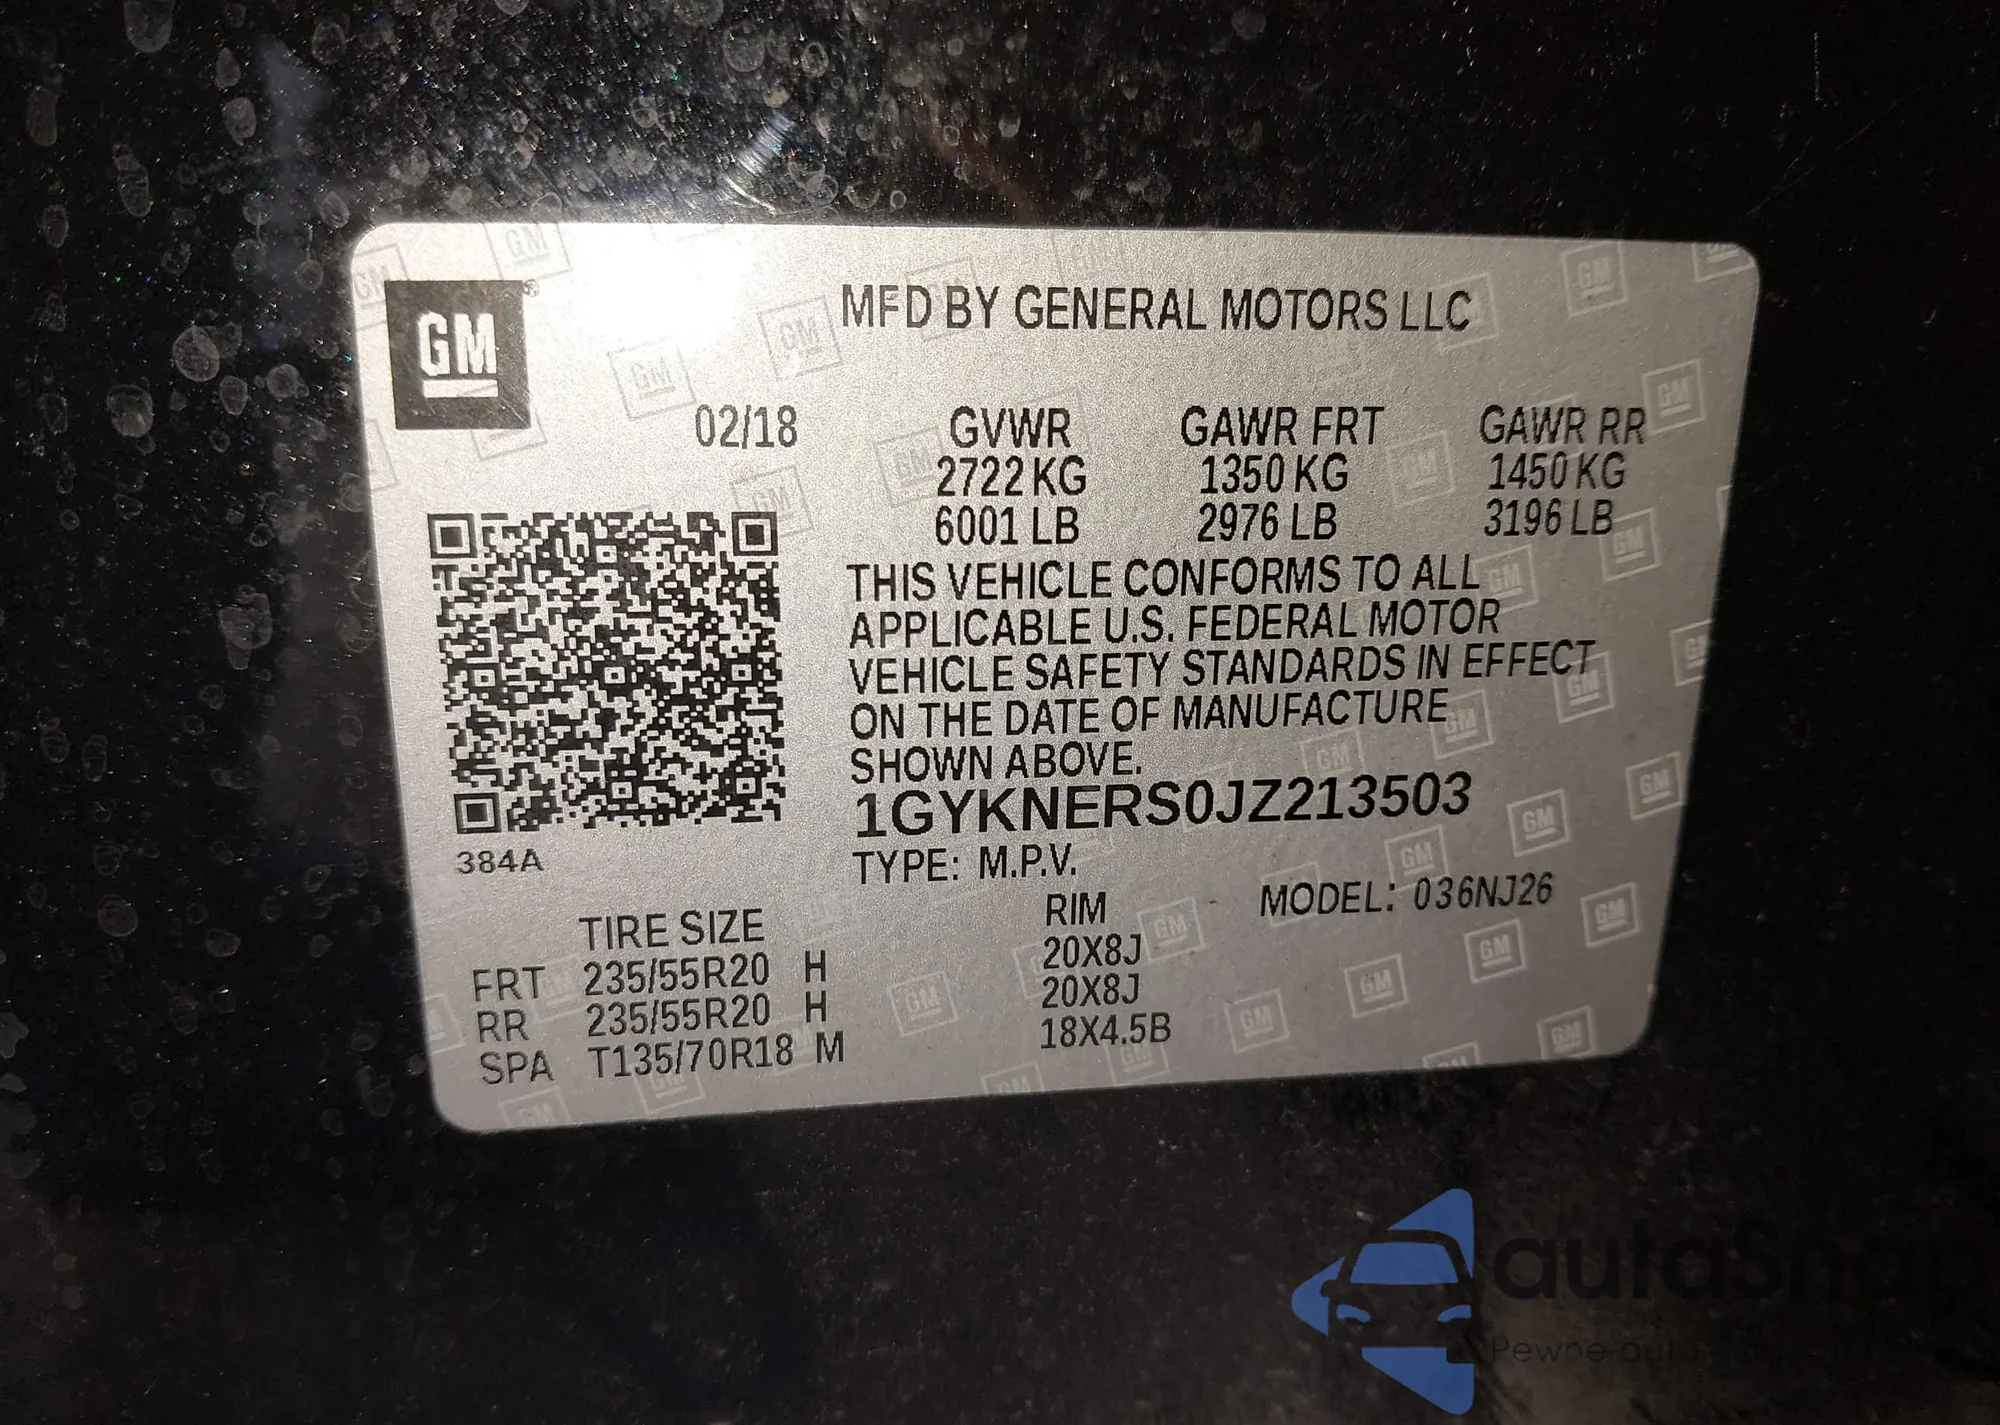 GM
MFD BY GENERAL MOTORS LLC
02/18 GVWR GAWR FRT GAWR RR
2722 KG 1350 KG 1450 KG
6001 LB 2976 LB 3196 LB
THIS VEHICLE CONFORMS TO ALL
APPLICABLE U.S. FEDERAL MOTOR
VEHICLE SAFETY STANDARDS IN EFFECT
ON THE DATE OF MANUFACTURE
SHOWN ABOVE.
1GYKNERS0JZ213503
384A
TYPE: M.P.V.
MODEL: 036NJ26
TIRE SIZE RIM
FRT 235/55R20 H 20X8J
RR 235/55R20 H 20X8J
SPA T135/70R18 M 18X4.5B
autaSnap
Pewne auta